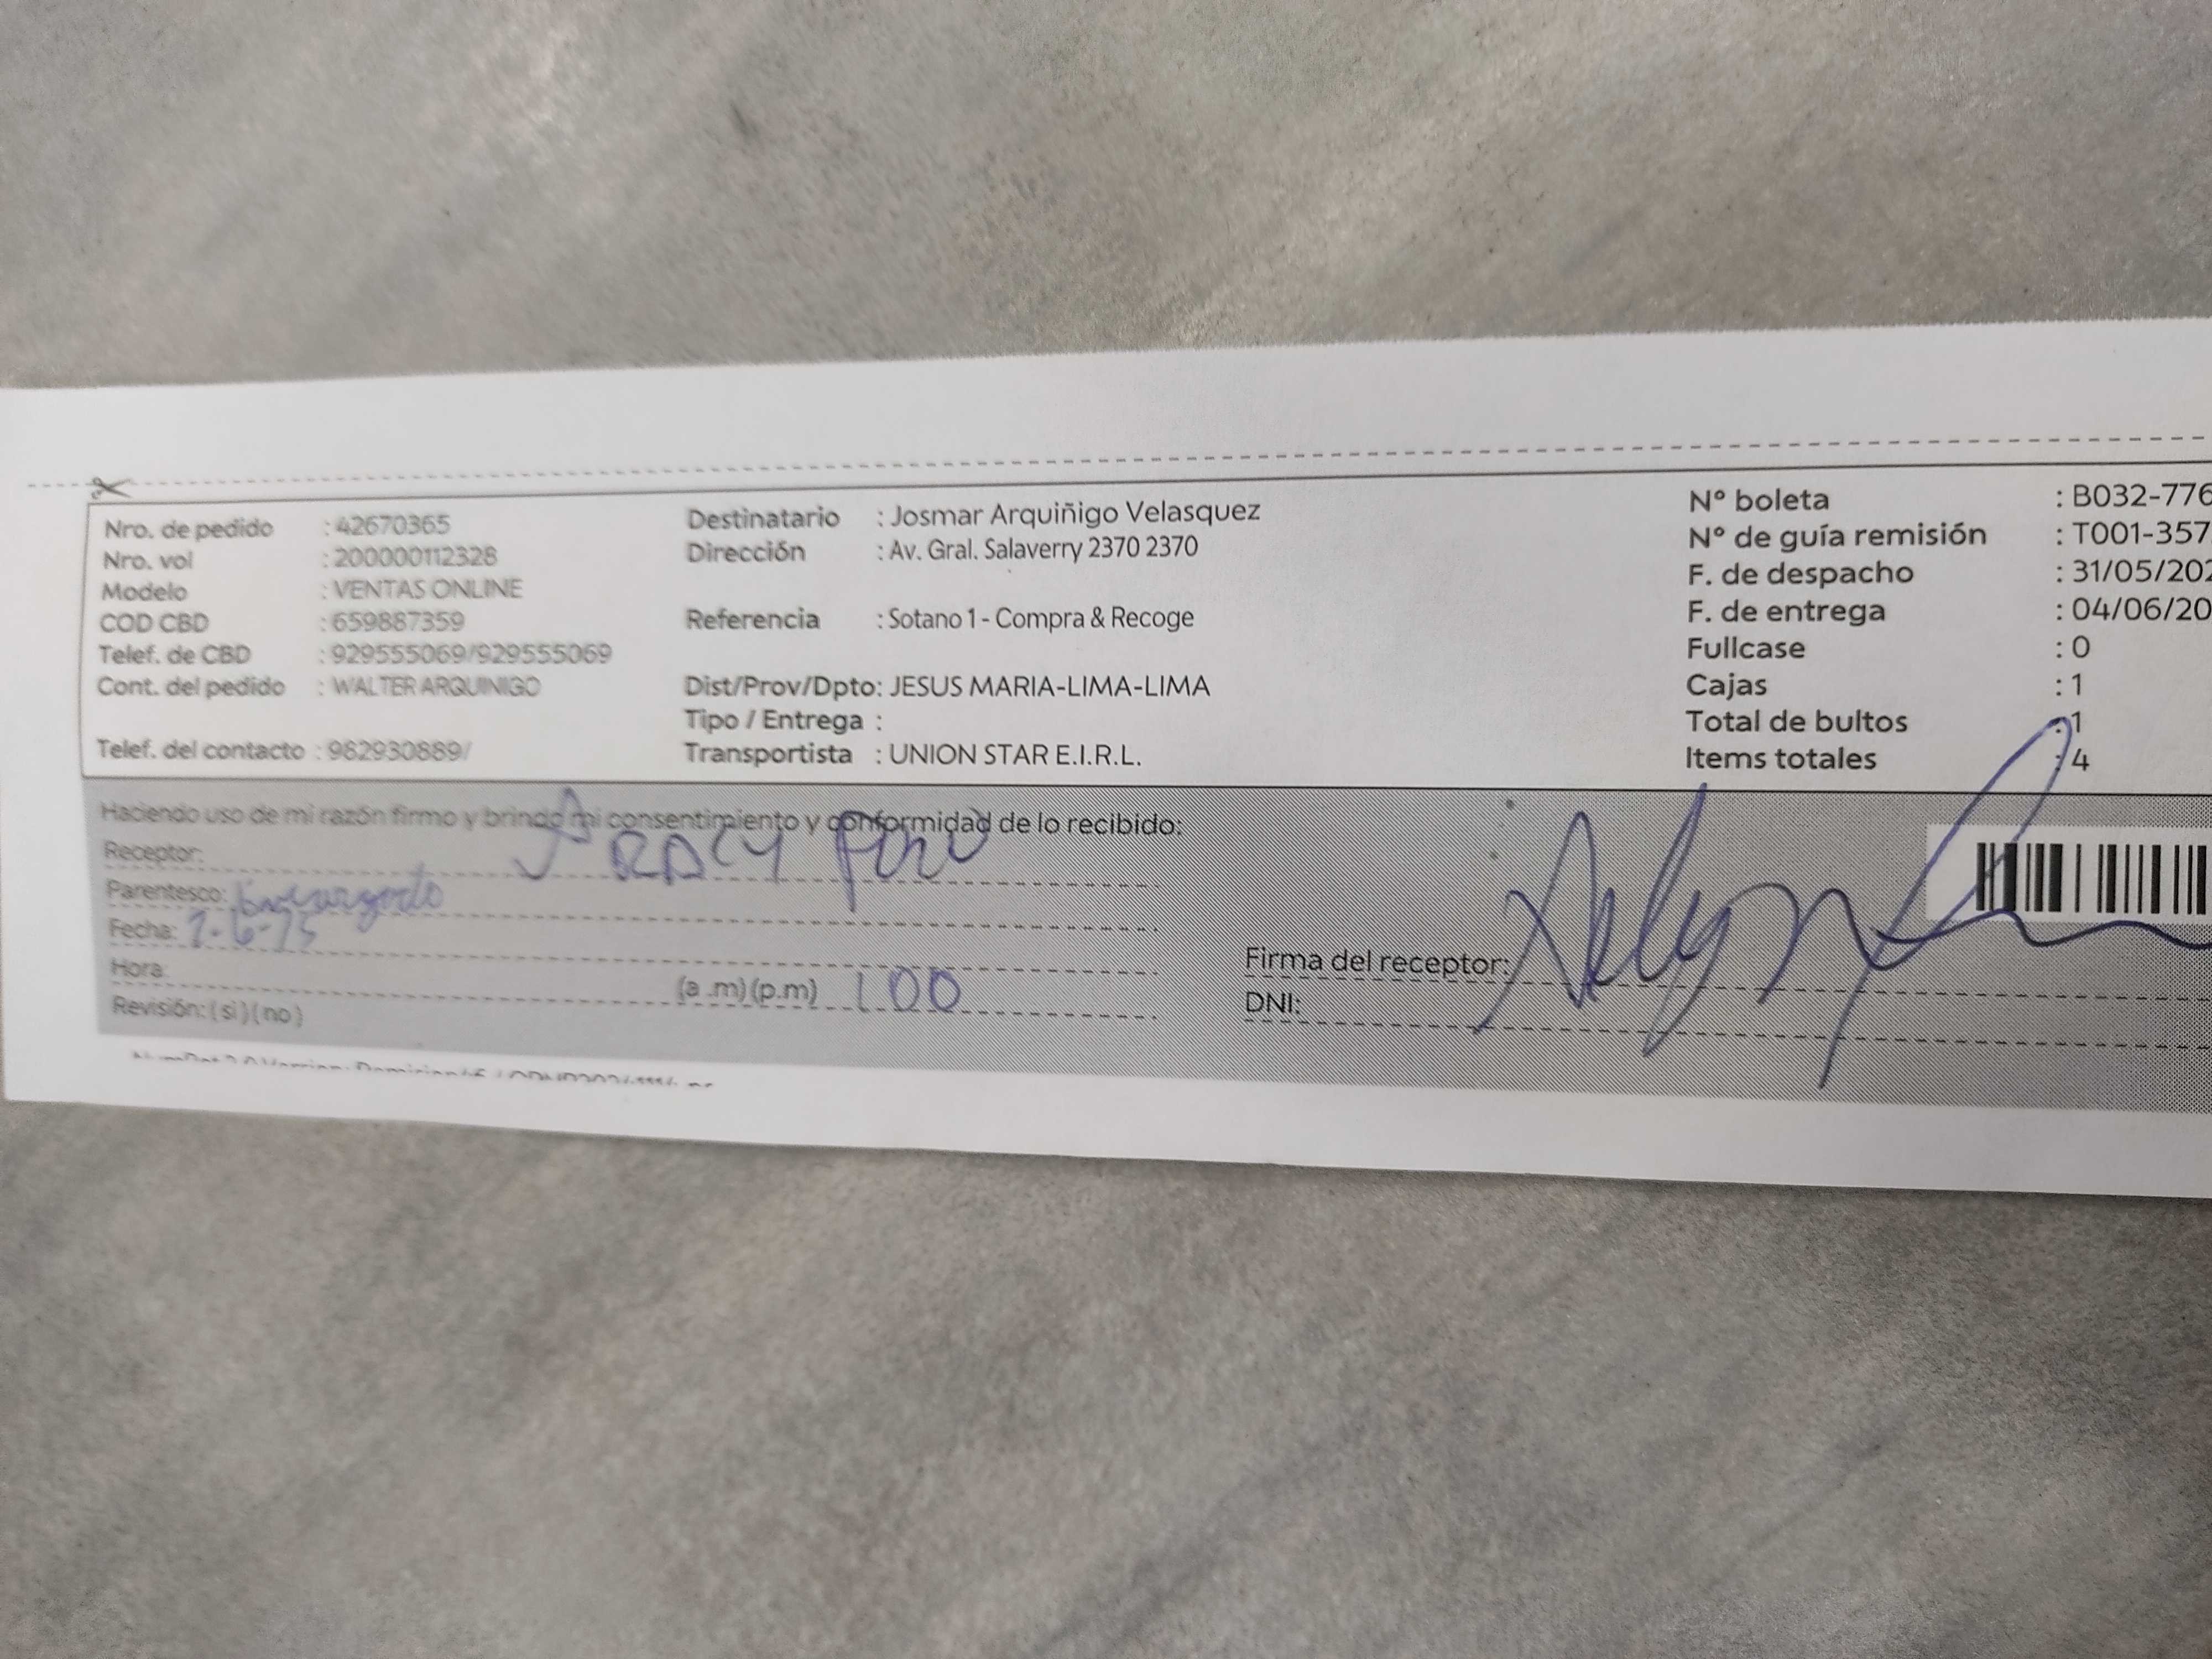 Nro. de pedido : 42670365
Nro. vol : 200000112328
Modelo : VENTAS ONLINE
COD CBD : 659887359
Telef. de CBD : 929555069/929555069
Cont. del pedido : WALTER ARQUINIGO
Telef. del contacto : 982930889/
Destinatario : Josmar Arquiñigo Velasquez
Dirección : Av. Gral. Salaverry 2370 2370
Referencia : Sotano 1 - Compra & Recoge
Dist/Prov/Dpto: JESUS MARIA-LIMA-LIMA
Tipo / Entrega :
Transportista : UNION STAR E.I.R.L.
N° boleta : B032-776
N° de guía remisión : T001-357
F. de despacho : 31/05/202
F. de entrega : 04/06/20
Fullcase : 0
Cajas : 1
Total de bultos : 1
Items totales : 4
Haciendo uso de mi razón firmo y brindo mi consentimiento y conformidad de lo recibido:
Receptor:
Parentesco: Encargado
Fecha:
Hora: (a .m)(p.m) 1 00
Revisión: (si)(no)
Firma del receptor:
DNI: